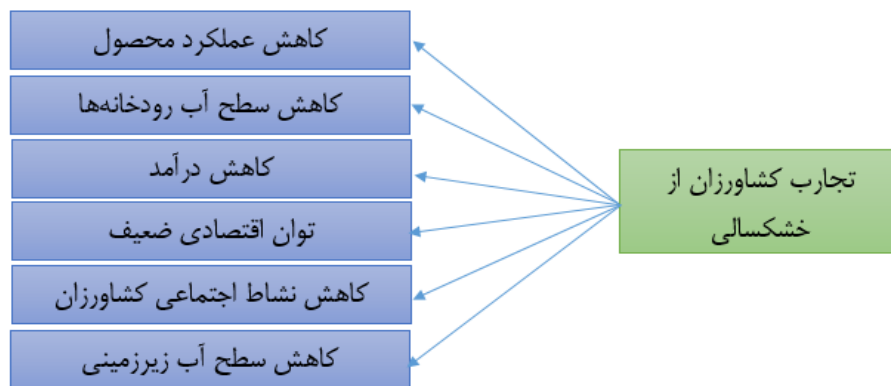 کاهش عملکرد محصول
کاهش سطح آب رودخانه‌ها
کاهش درآمد
توان اقتصادی ضعیف
کاهش نشاط اجتماعی کشاورزان
کاهش سطح آب زیرزمینی
تجارب کشاورزان از
خشکسالی